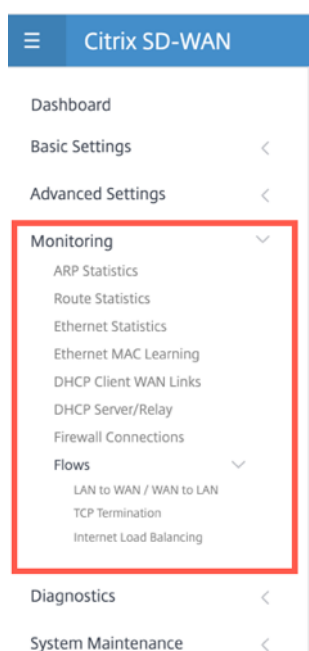 Citrix SD-WAN
Dashboard
Basic Settings
Advanced Settings
Monitoring
ARP Statistics
Route Statistics
Ethernet Statistics
Ethernet MAC Learning
DHCP Client WAN Links
DHCP Server/Relay
Firewall Connections
Flows
LAN to WAN / WAN to LAN
TCP Termination
Internet Load Balancing
Diagnostics
System Maintenance